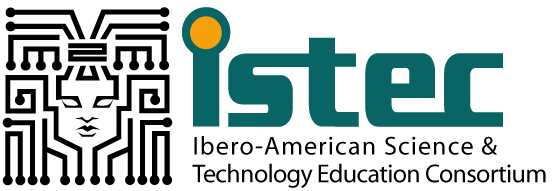 istec
Ibero-American Science &
Technology Education Consortium